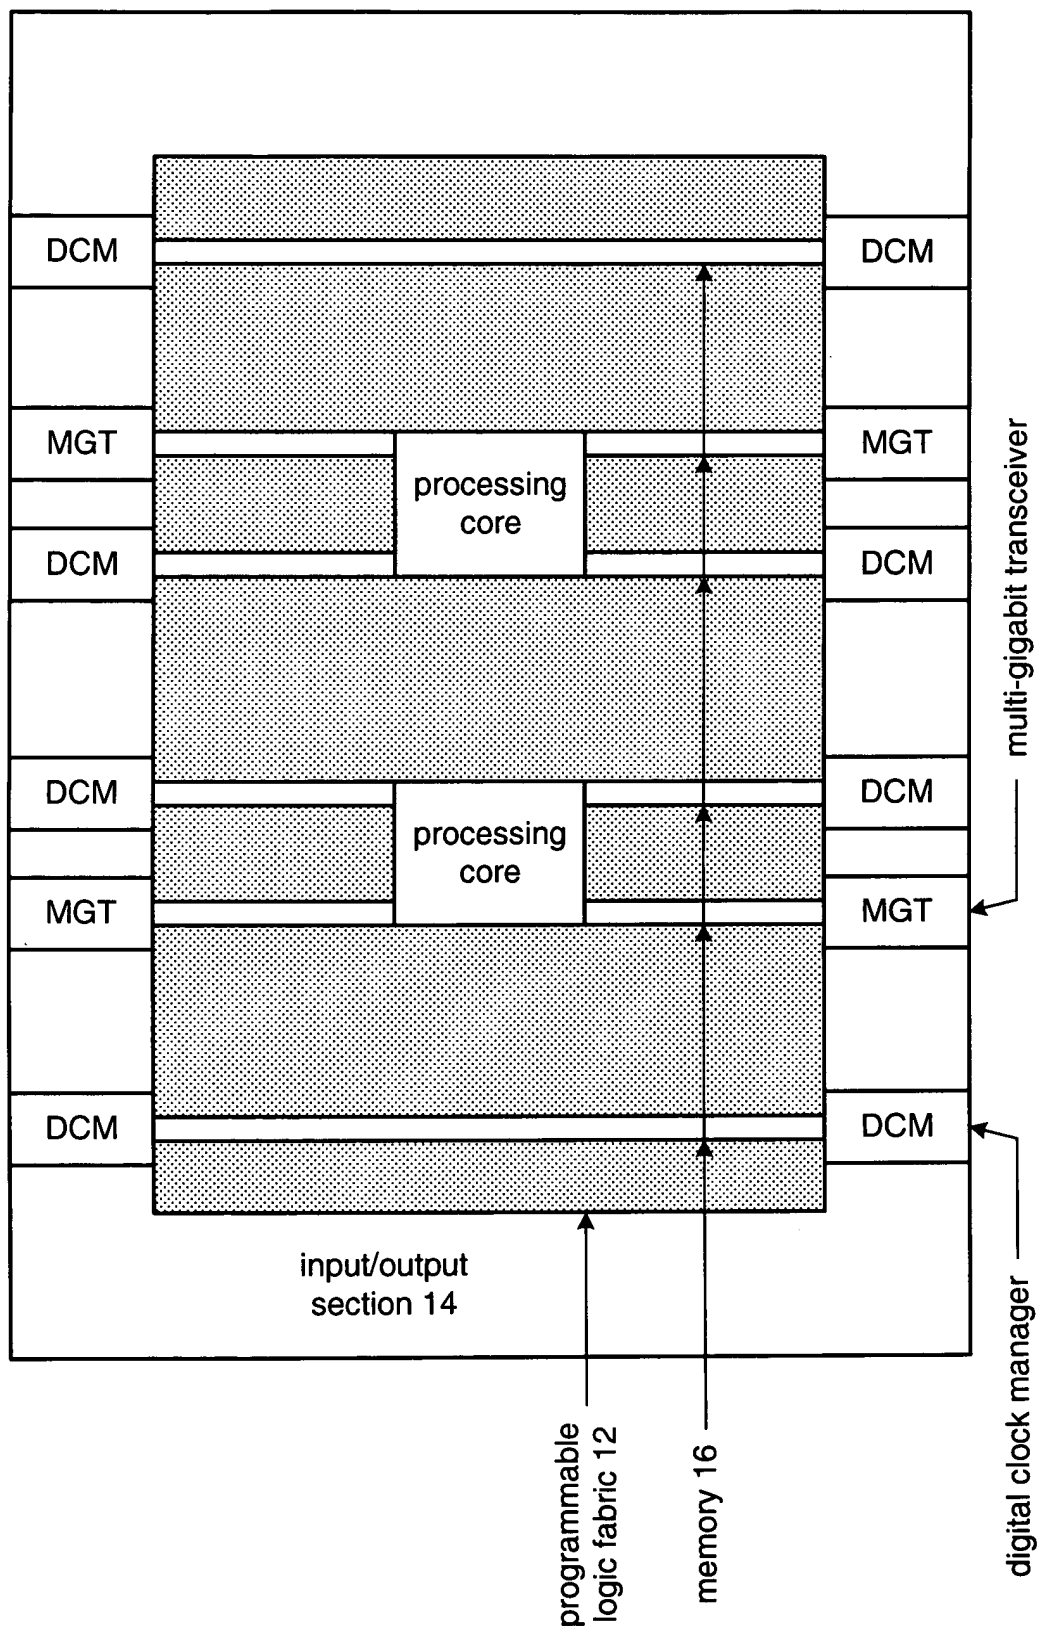 DCM
DCM
MGT
processing
core
MGT
DCM
DCM
multi-gigabit transceiver
DCM
processing
core
DCM
MGT
MGT
DCM
DCM
input/output
section 14
digital clock manager
programmable
logic fabric 12
memory 16